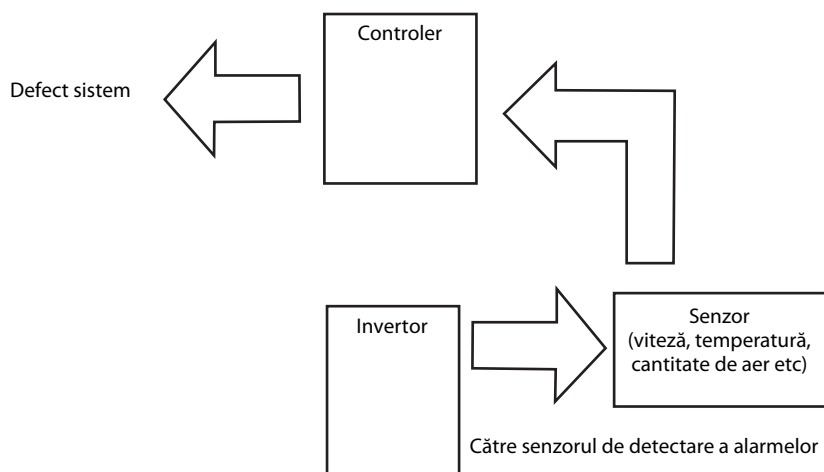 Controler
Defect sistem
Invertor
Senzor
(viteză, temperatură,
cantitate de aer etc)
Către senzorul de detectare a alarmelor